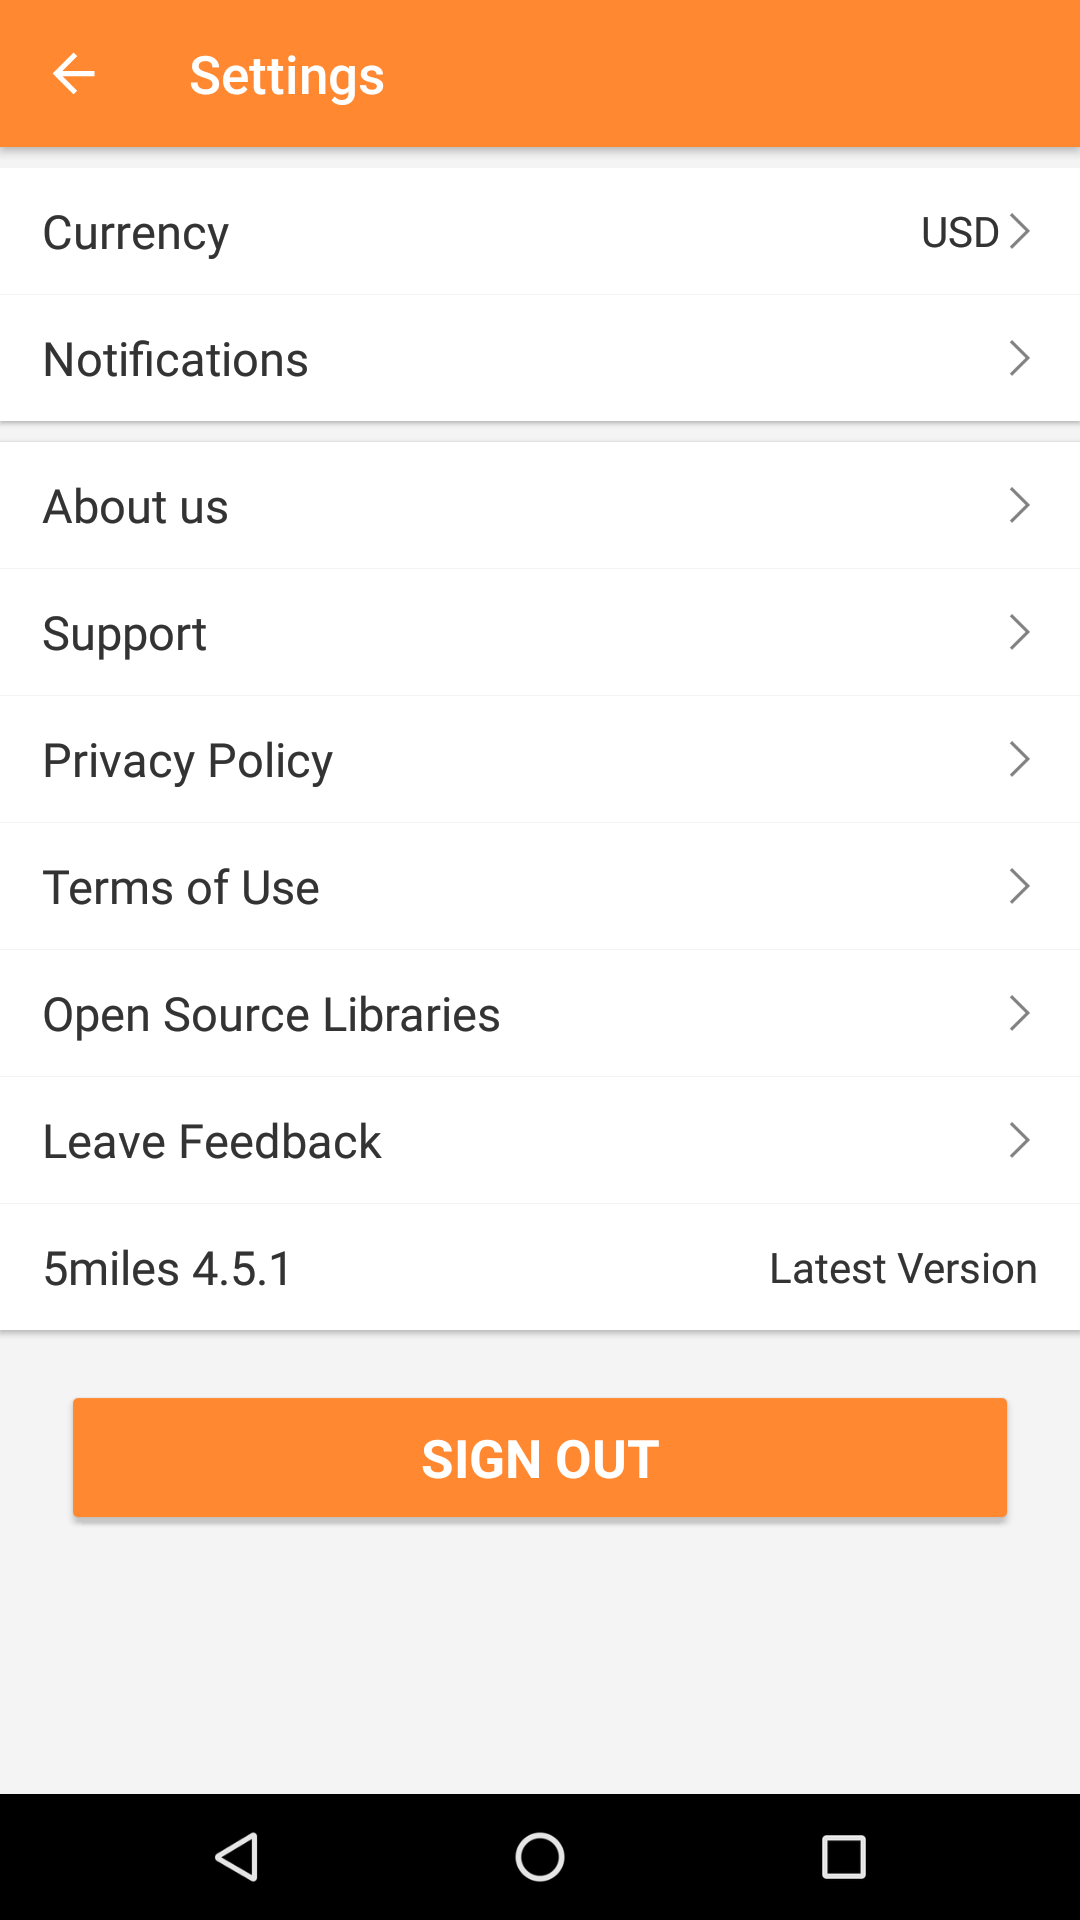 Settings
Currency USD
Notifications
About us
Support
Privacy Policy
Terms of Use
Open Source Libraries
Leave Feedback
5miles 4.5.1 Latest Version
SIGN OUT